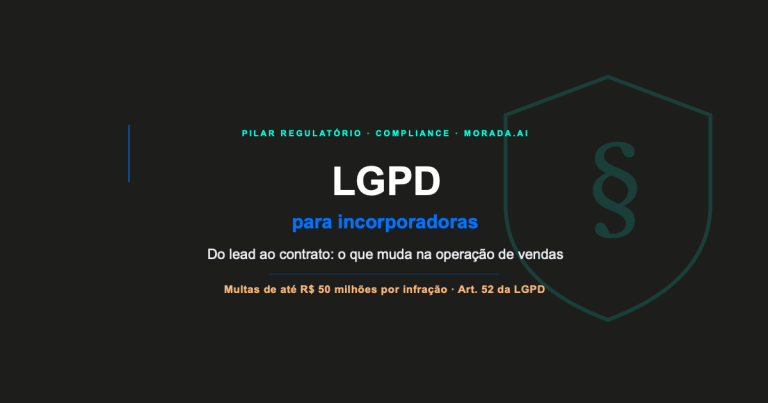 PILAR REGULATÓRIO · COMPLIANCE · MORADA.AI
LGPD
para incorporadoras
Do lead ao contrato: o que muda na operação de vendas
Multas de até R$ 50 milhões por infração · Art. 52 da LGPD
§